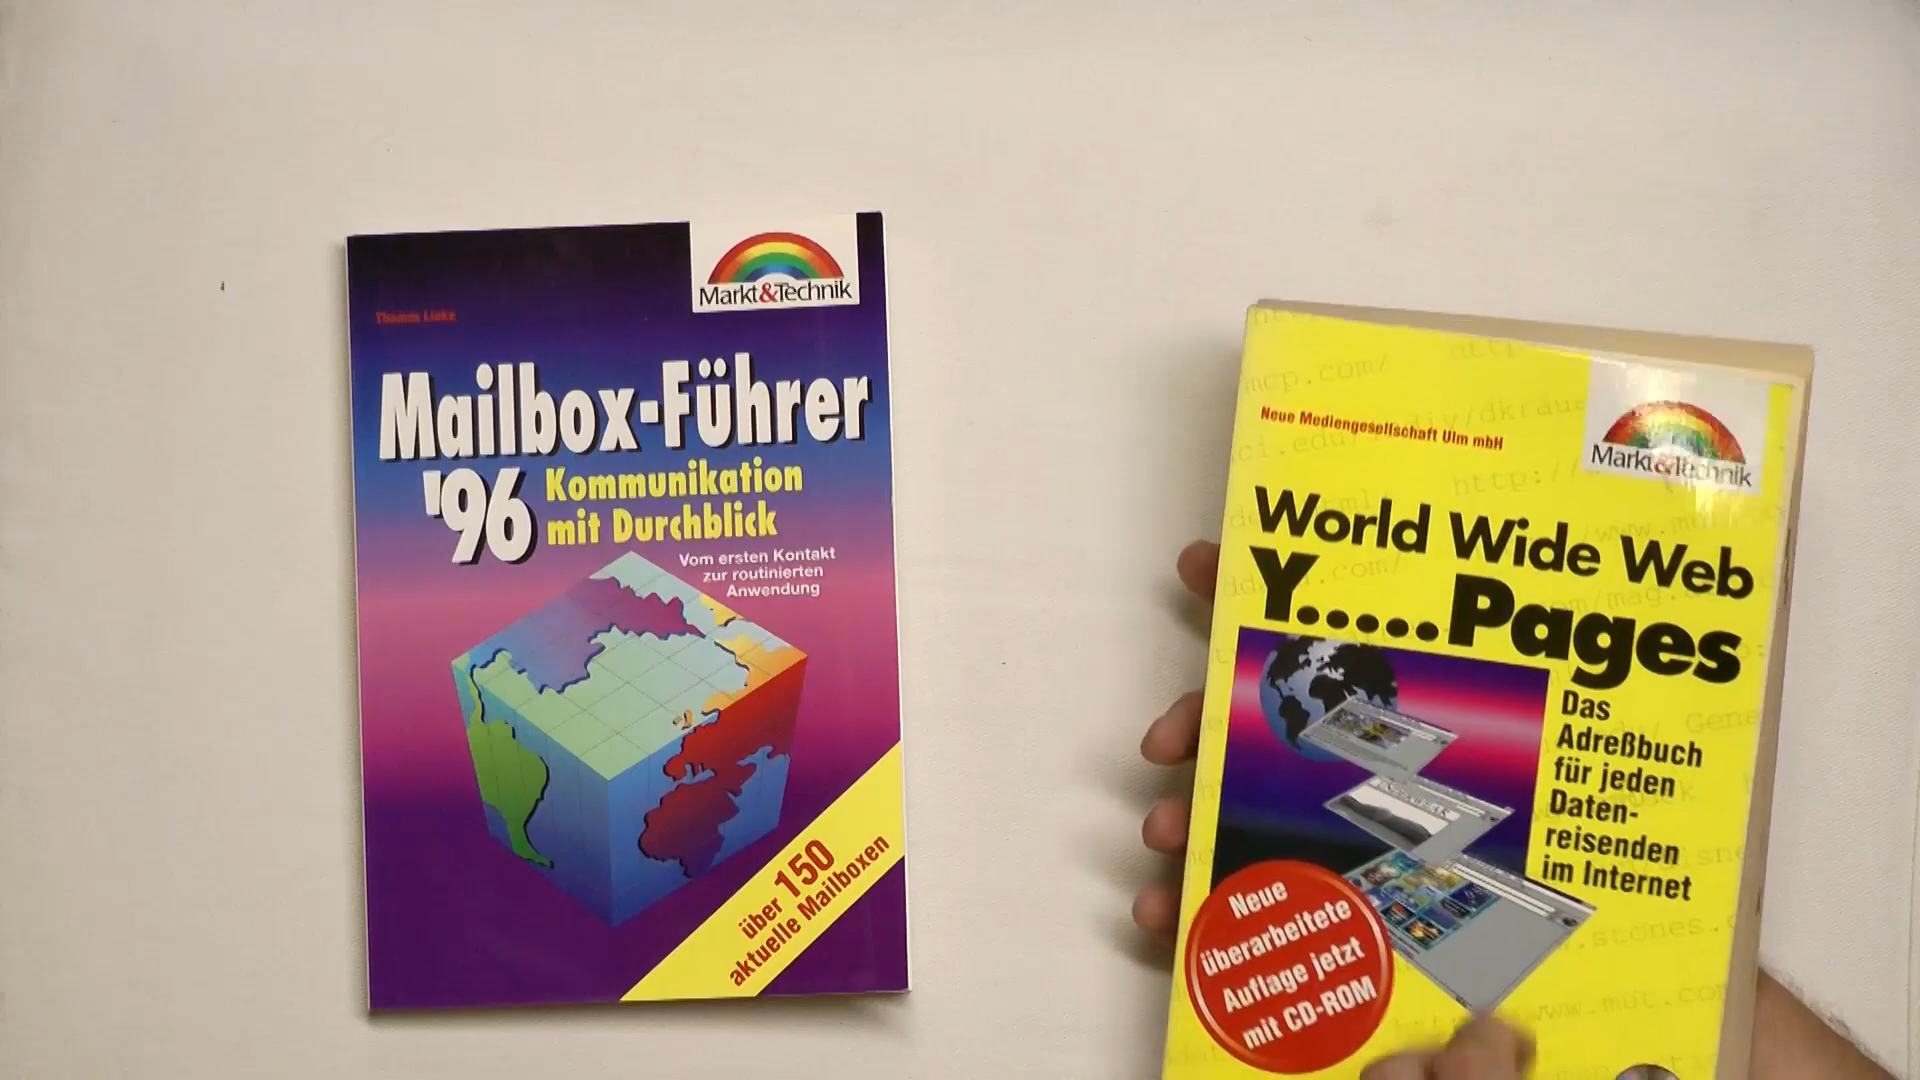 Markt&Technik
Thomas Linke
Mailbox-Führer
'96
Kommunikation
mit Durchblick
Vom ersten Kontakt
zur routinierten
Anwendung
über 150
aktuelle Mailboxen
Neue Mediengesellschaft Ulm mbH
Markt&Technik
World Wide Web
Y.....Pages
Das
Adreßbuch
für jeden
Daten-
reisenden
im Internet
Neue
überarbeitete
Auflage jetzt
mit CD-ROM